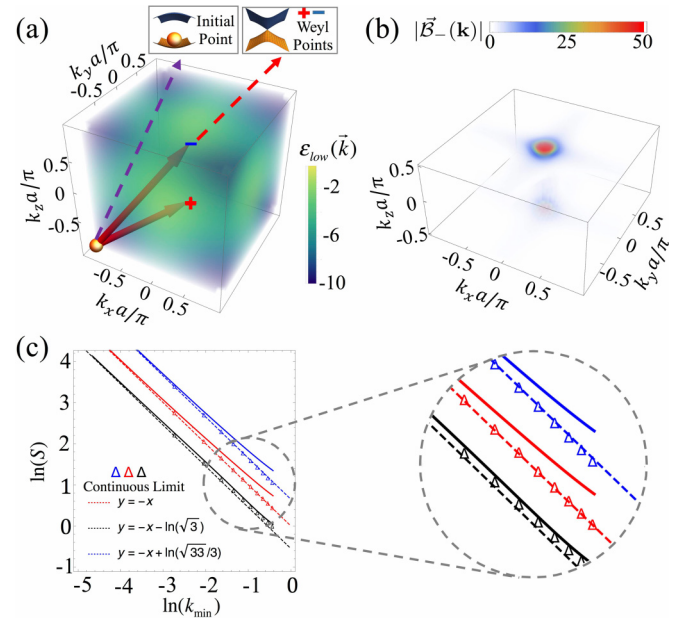 (a)
Initial
Point
+ −
Weyl
Points
k_y a/π
-0.5
0
0.5
0.5
0
-0.5
k_z a/π
-0.5
0
0.5
k_x a/π
ε_low(k⃗)
-2
-6
-10
− +
(b)
|B⃗_−(k)|
0 25 50
0.5
0
-0.5
k_z a/π
-0.5
0
0.5
k_x a/π
0.5
0
-0.5
k_y a/π
(c)
ln(S)
4
3
2
1
0
-1
Δ Δ Δ
Continuous Limit
y = −x
y = −x − ln(√3)
y = −x + ln(√33/3)
-5 -4 -3 -2 -1 0
ln(k_min)